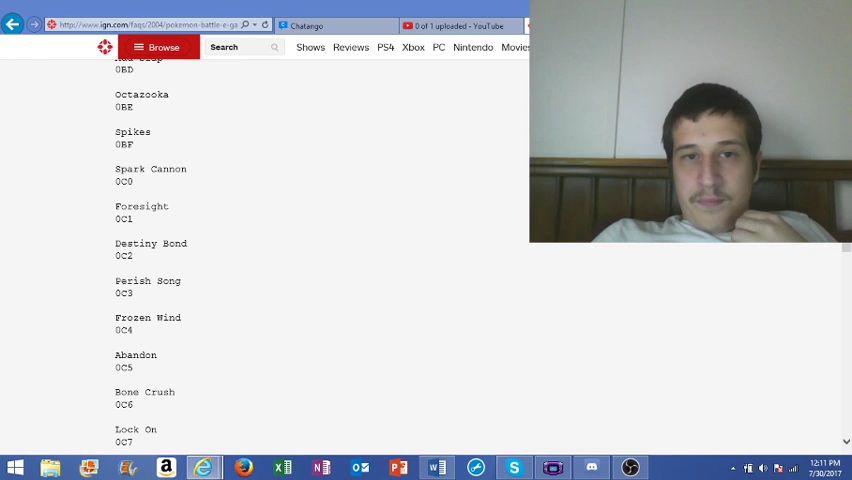 http://www.ign.com/faqs/2004/pokemon-battle-e-ga
Chatango
0 of 1 uploaded - YouTube
Browse
Search
Shows Reviews PS4 Xbox PC Nintendo Movies
0BD
Octazooka
0BE
Spikes
0BF
Spark Cannon
0C0
Foresight
0C1
Destiny Bond
0C2
Perish Song
0C3
Frozen Wind
0C4
Abandon
0C5
Bone Crush
0C6
Lock On
0C7
12:11 PM
7/30/2017